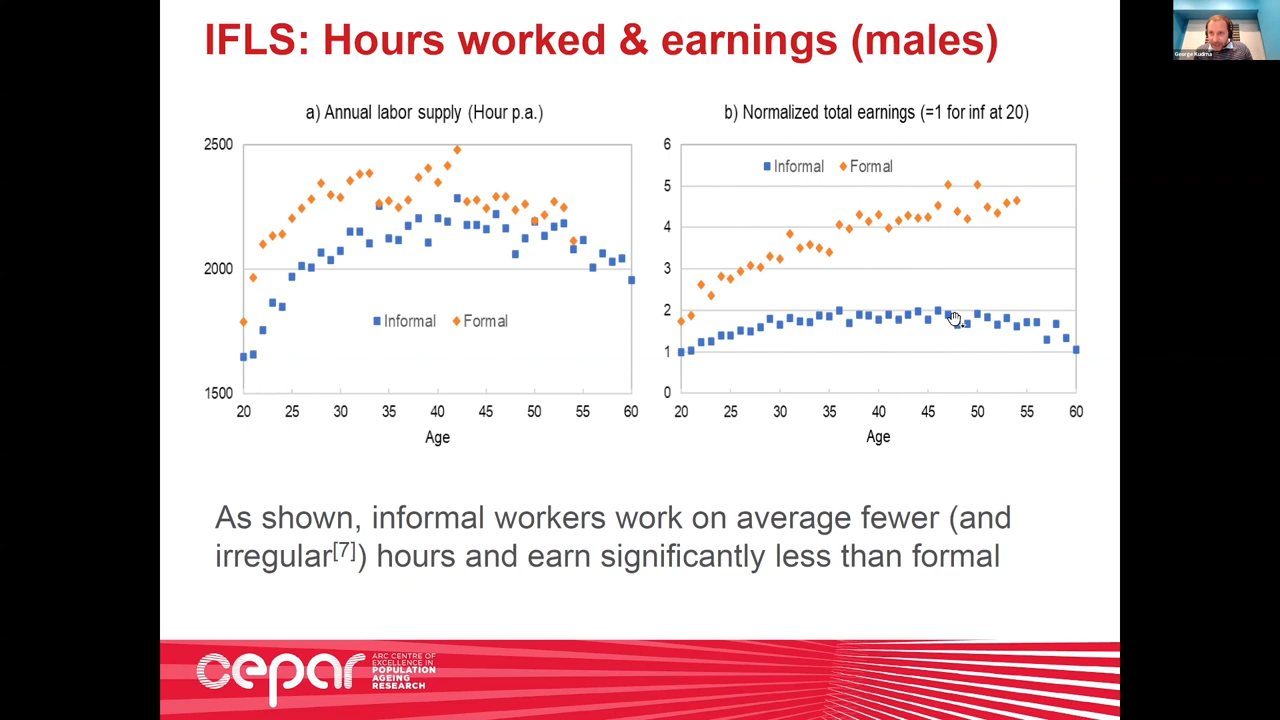 IFLS: Hours worked & earnings (males)
George Kudrna
a) Annual labor supply (Hour p.a.)
2500
2000
1500
Informal Formal
20 25 30 35 40 45 50 55 60
Age
b) Normalized total earnings (=1 for inf at 20)
6
5
4
3
2
1
0
Informal Formal
20 25 30 35 40 45 50 55 60
Age
As shown, informal workers work on average fewer (and
irregular[7]) hours and earn significantly less than formal
cepar
ARC CENTRE OF
EXCELLENCE IN
POPULATION
AGEING
RESEARCH